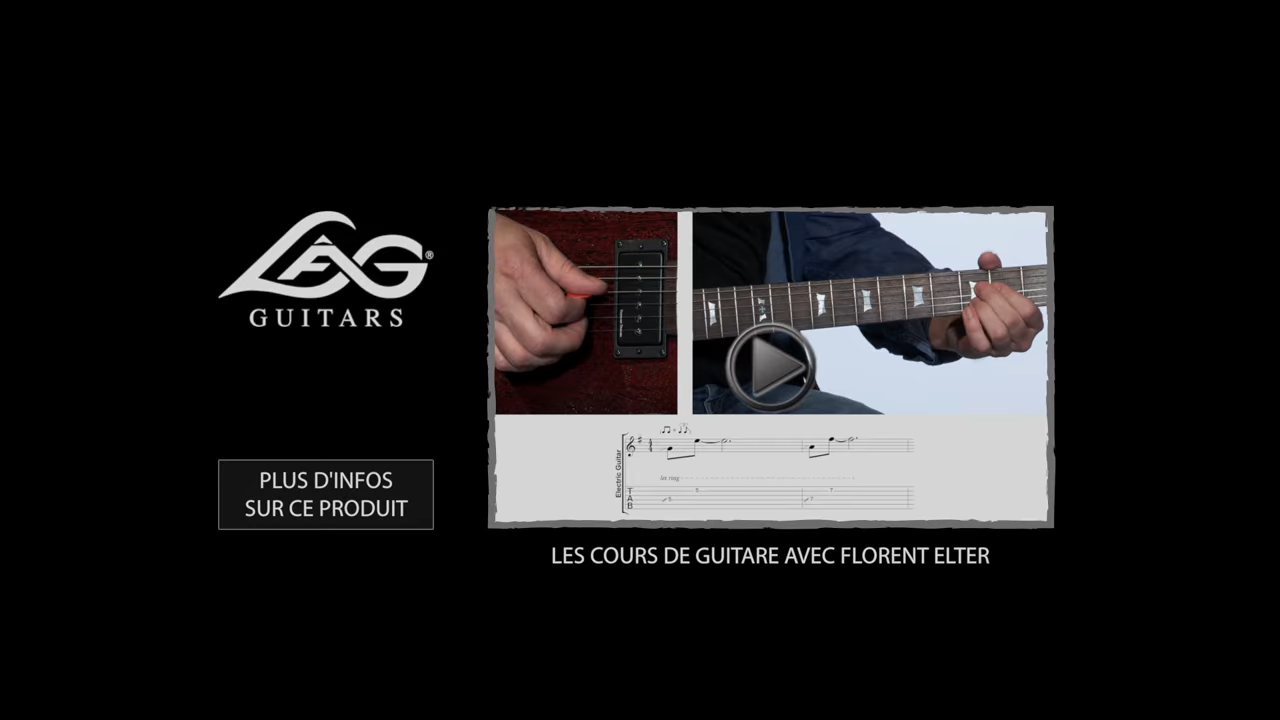 LÂG®
GUITARS
PLUS D'INFOS
SUR CE PRODUIT
Electric Guitar
let ring
T
A
B
LES COURS DE GUITARE AVEC FLORENT ELTER